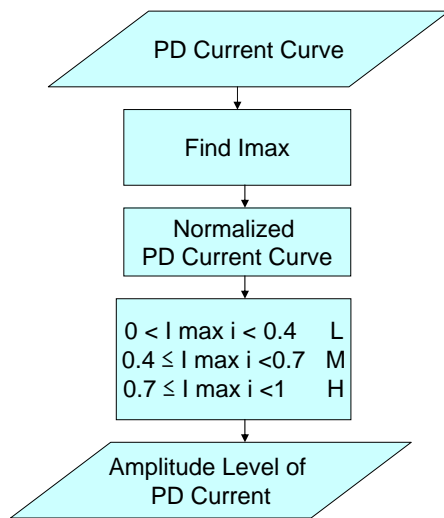 PD Current Curve
Find Imax
Normalized
PD Current Curve
0 < I max i < 0.4 L
0.4 ≤ I max i <0.7 M
0.7 ≤ I max i <1 H
Amplitude Level of
PD Current